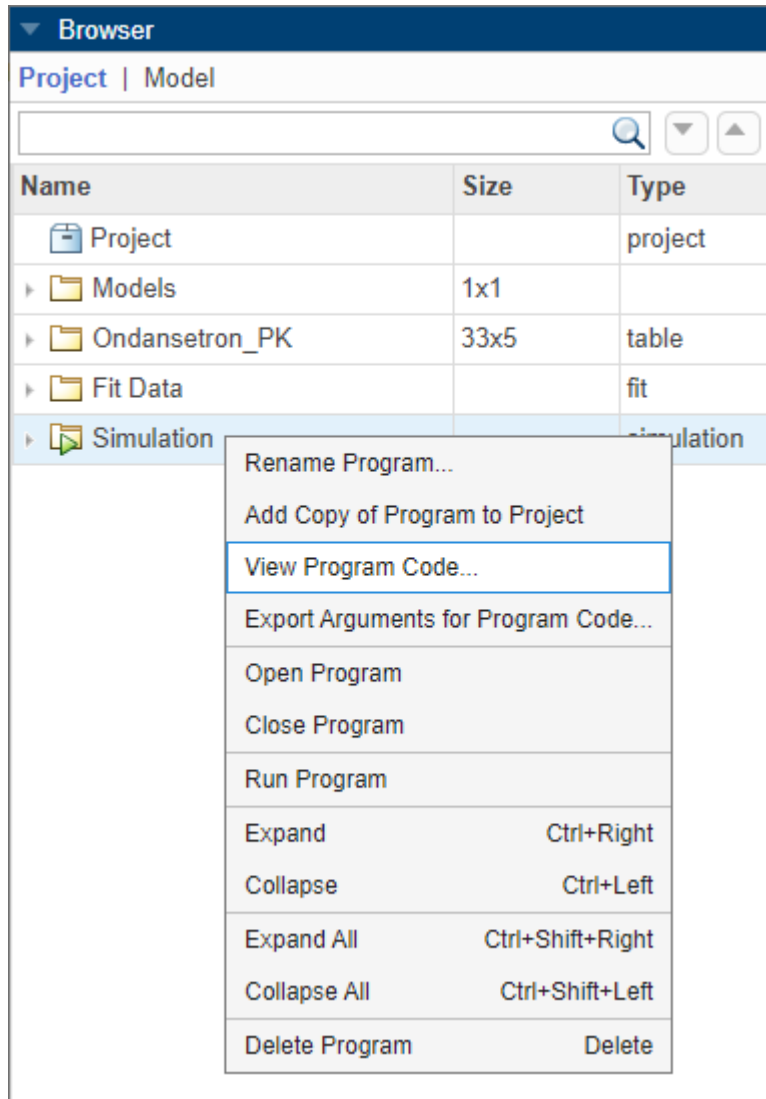 Browser
Project | Model
Name Size Type
Project project
Models 1x1
Ondansetron_PK 33x5 table
Fit Data fit
Simulation simulation
Rename Program...
Add Copy of Program to Project
View Program Code...
Export Arguments for Program Code...
Open Program
Close Program
Run Program
Expand Ctrl+Right
Collapse Ctrl+Left
Expand All Ctrl+Shift+Right
Collapse All Ctrl+Shift+Left
Delete Program Delete